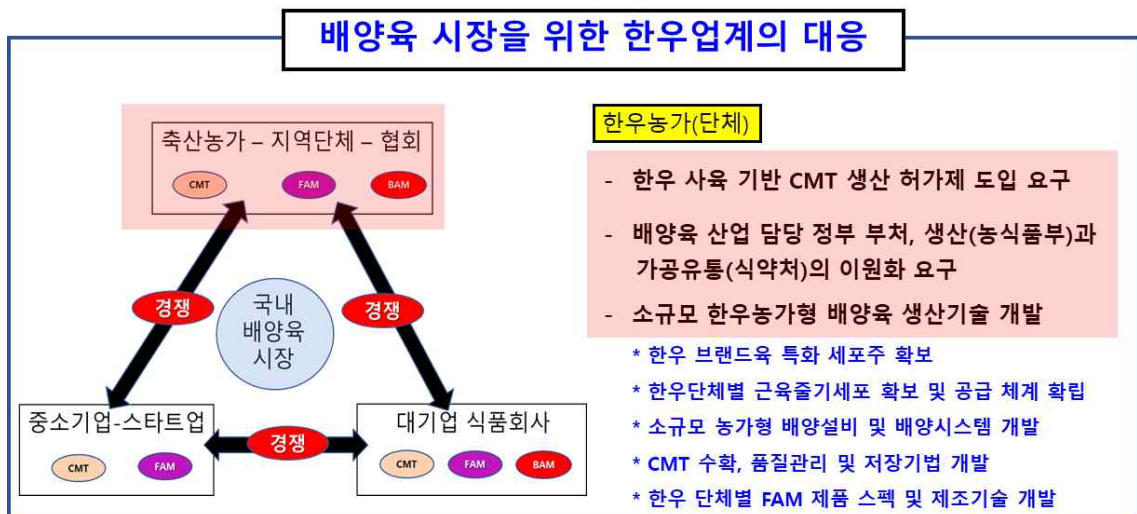 배양육 시장을 위한 한우업계의 대응
축산농가 – 지역단체 – 협회
CMT
FAM
BAM
경쟁
경쟁
국내
배양육
시장
중소기업-스타트업
CMT
FAM
경쟁
대기업 식품회사
CMT
FAM
BAM
한우농가(단체)
- 한우 사육 기반 CMT 생산 허가제 도입 요구
- 배양육 산업 담당 정부 부처, 생산(농식품부)과
가공유통(식약처)의 이원화 요구
- 소규모 한우농가형 배양육 생산기술 개발
* 한우 브랜드육 특화 세포주 확보
* 한우단체별 근육줄기세포 확보 및 공급 체계 확립
* 소규모 농가형 배양설비 및 배양시스템 개발
* CMT 수확, 품질관리 및 저장기법 개발
* 한우 단체별 FAM 제품 스펙 및 제조기술 개발